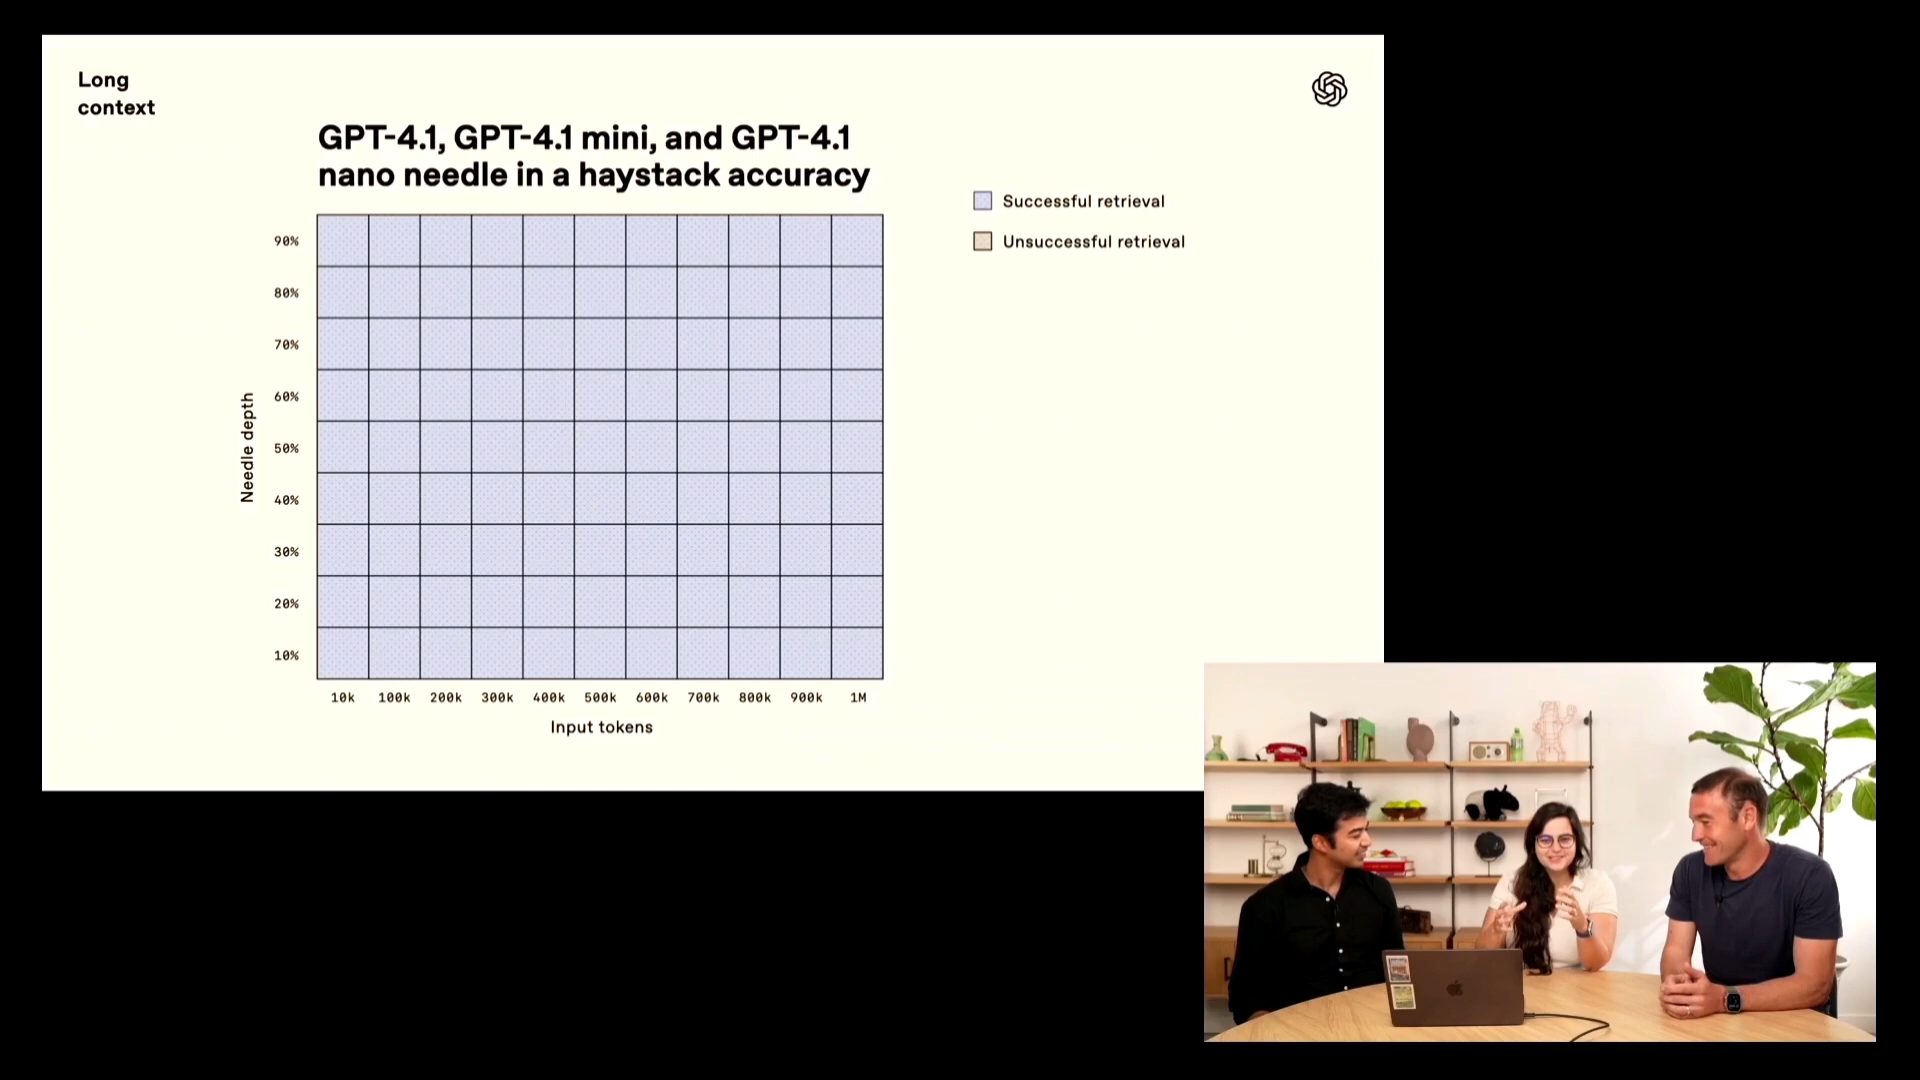 Long
context
GPT-4.1, GPT-4.1 mini, and GPT-4.1
nano needle in a haystack accuracy
Successful retrieval
Unsuccessful retrieval
Needle depth
90%
80%
70%
60%
50%
40%
30%
20%
10%
10k 100k 200k 300k 400k 500k 600k 700k 800k 900k 1M
Input tokens